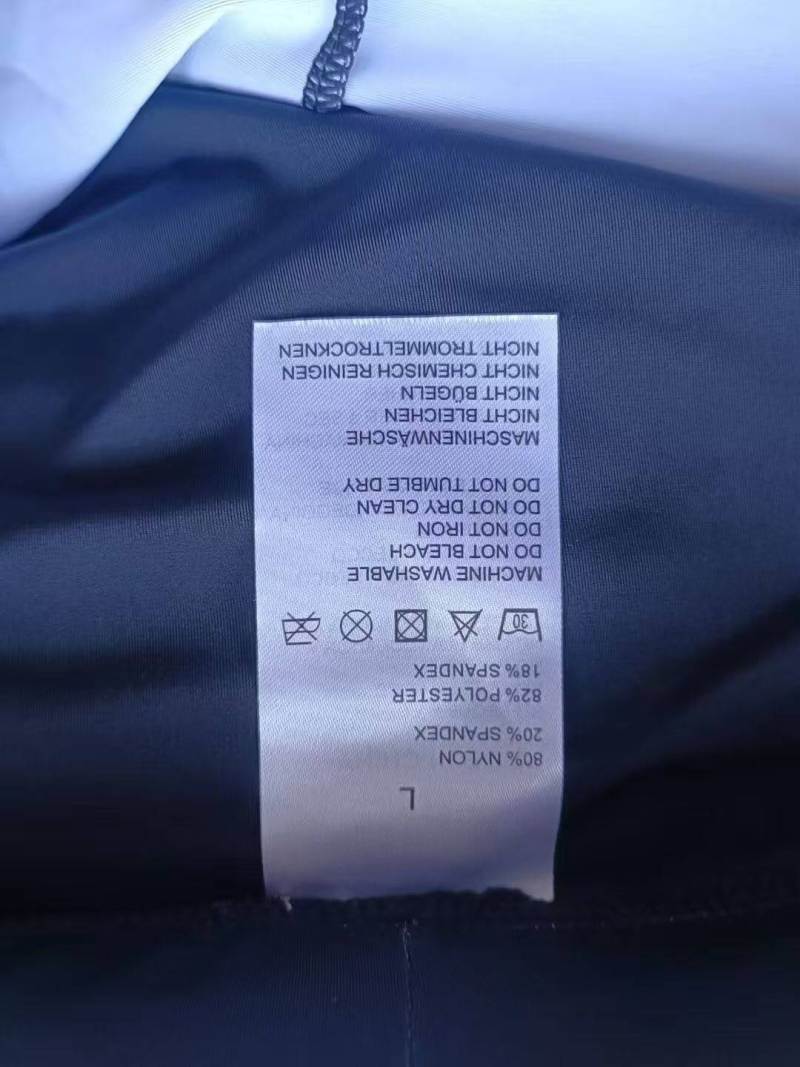 L
80% NYLON
20% SPANDEX
82% POLYESTER
18% SPANDEX
30
MACHINE WASHABLE
DO NOT BLEACH
DO NOT IRON
DO NOT DRY CLEAN
DO NOT TUMBLE DRY
MASCHINENWÄSCHE
NICHT BLEICHEN
NICHT BÜGELN
NICHT CHEMISCH REINIGEN
NICHT TROMMELTROCKNEN